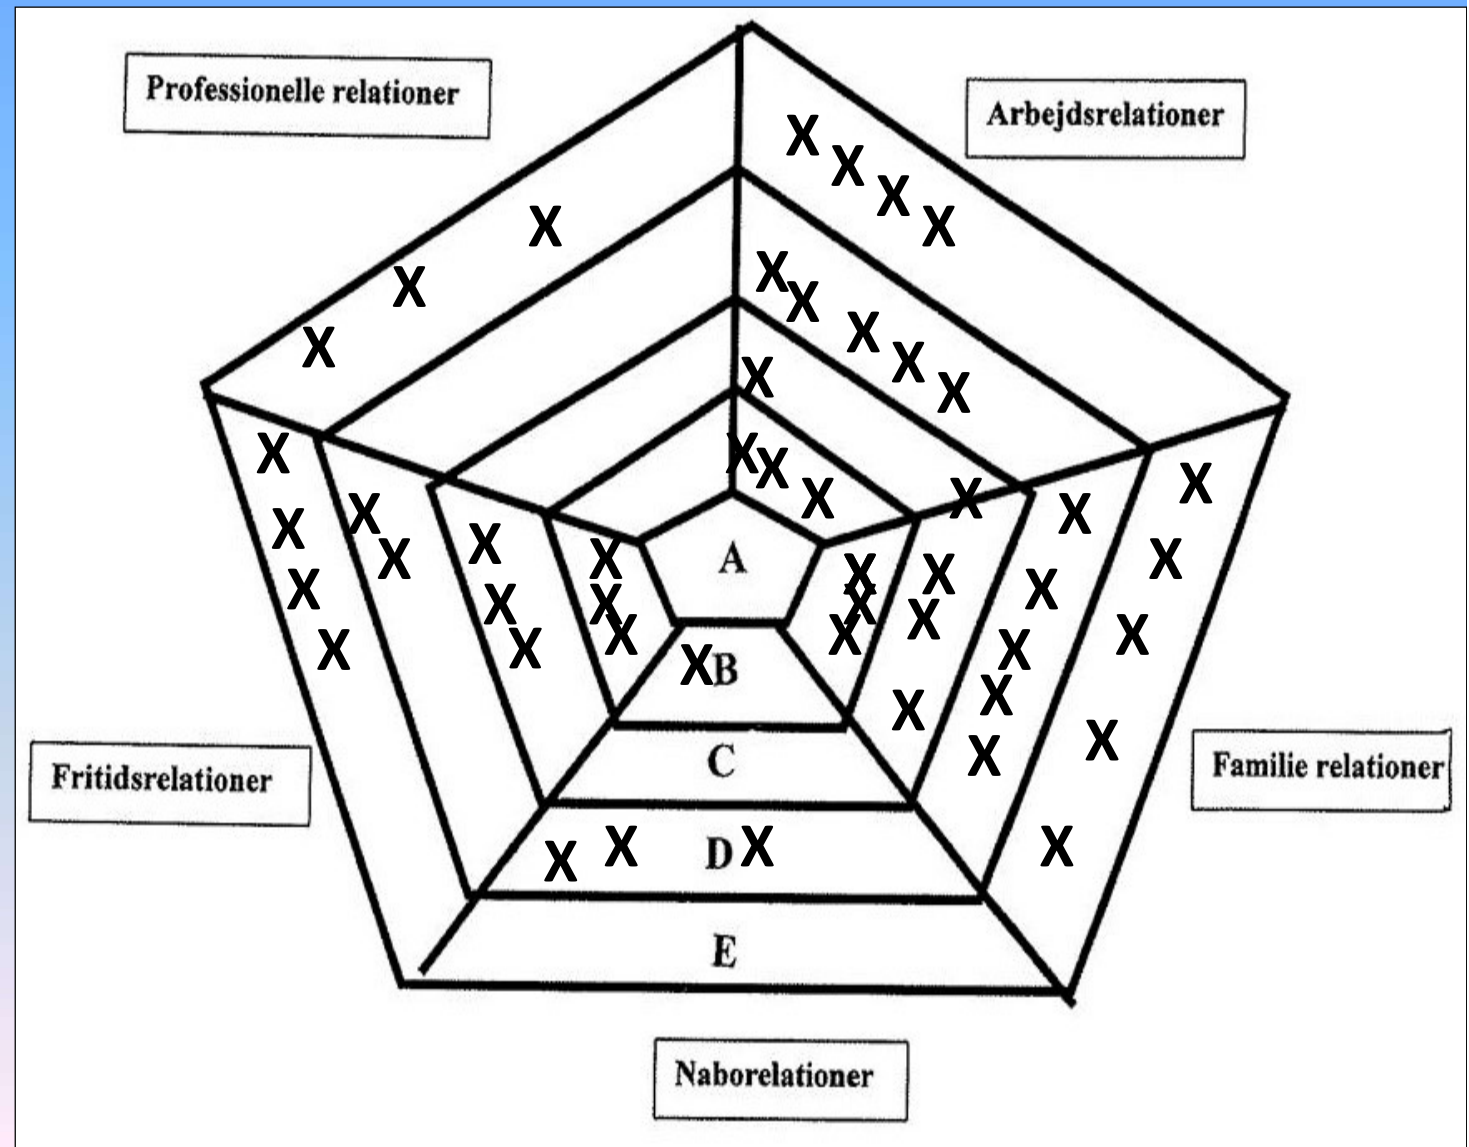 Professionelle relationer
Arbejdsrelationer
A
B
C
D
E
Fritidsrelationer
Familie relationer
Naborelationer